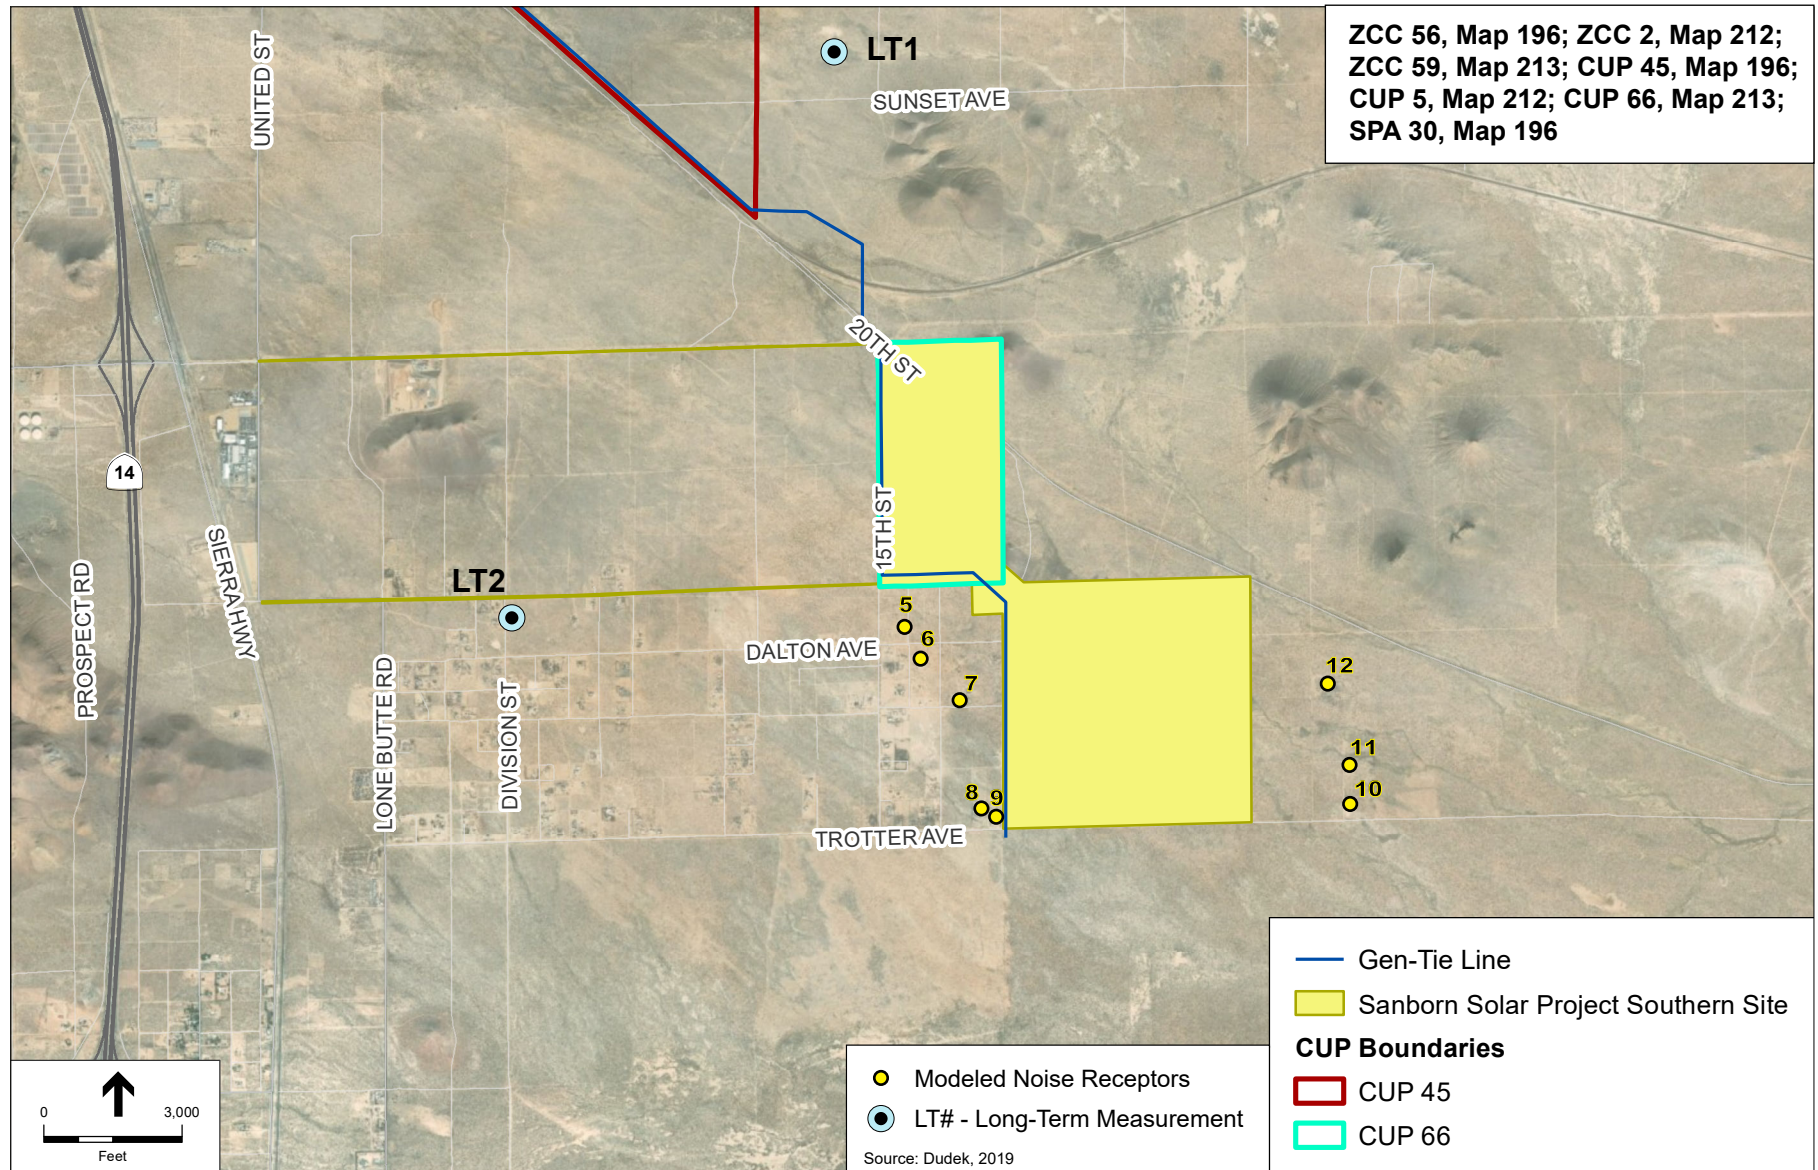 ZCC 56, Map 196; ZCC 2, Map 212;
ZCC 59, Map 213; CUP 45, Map 196;
CUP 5, Map 212; CUP 66, Map 213;
SPA 30, Map 196
LT1
UNITED ST
SUNSET AVE
20TH ST
14
15TH ST
SIERRA HWY
PROSPECT RD
LT2
5
6
DALTON AVE
7
12
LONE BUTTE RD
DIVISION ST
11
10
8
9
TROTTER AVE
Gen-Tie Line
Sanborn Solar Project Southern Site
CUP Boundaries
CUP 45
CUP 66
Modeled Noise Receptors
LT# - Long-Term Measurement
Source: Dudek, 2019
0 3,000
Feet